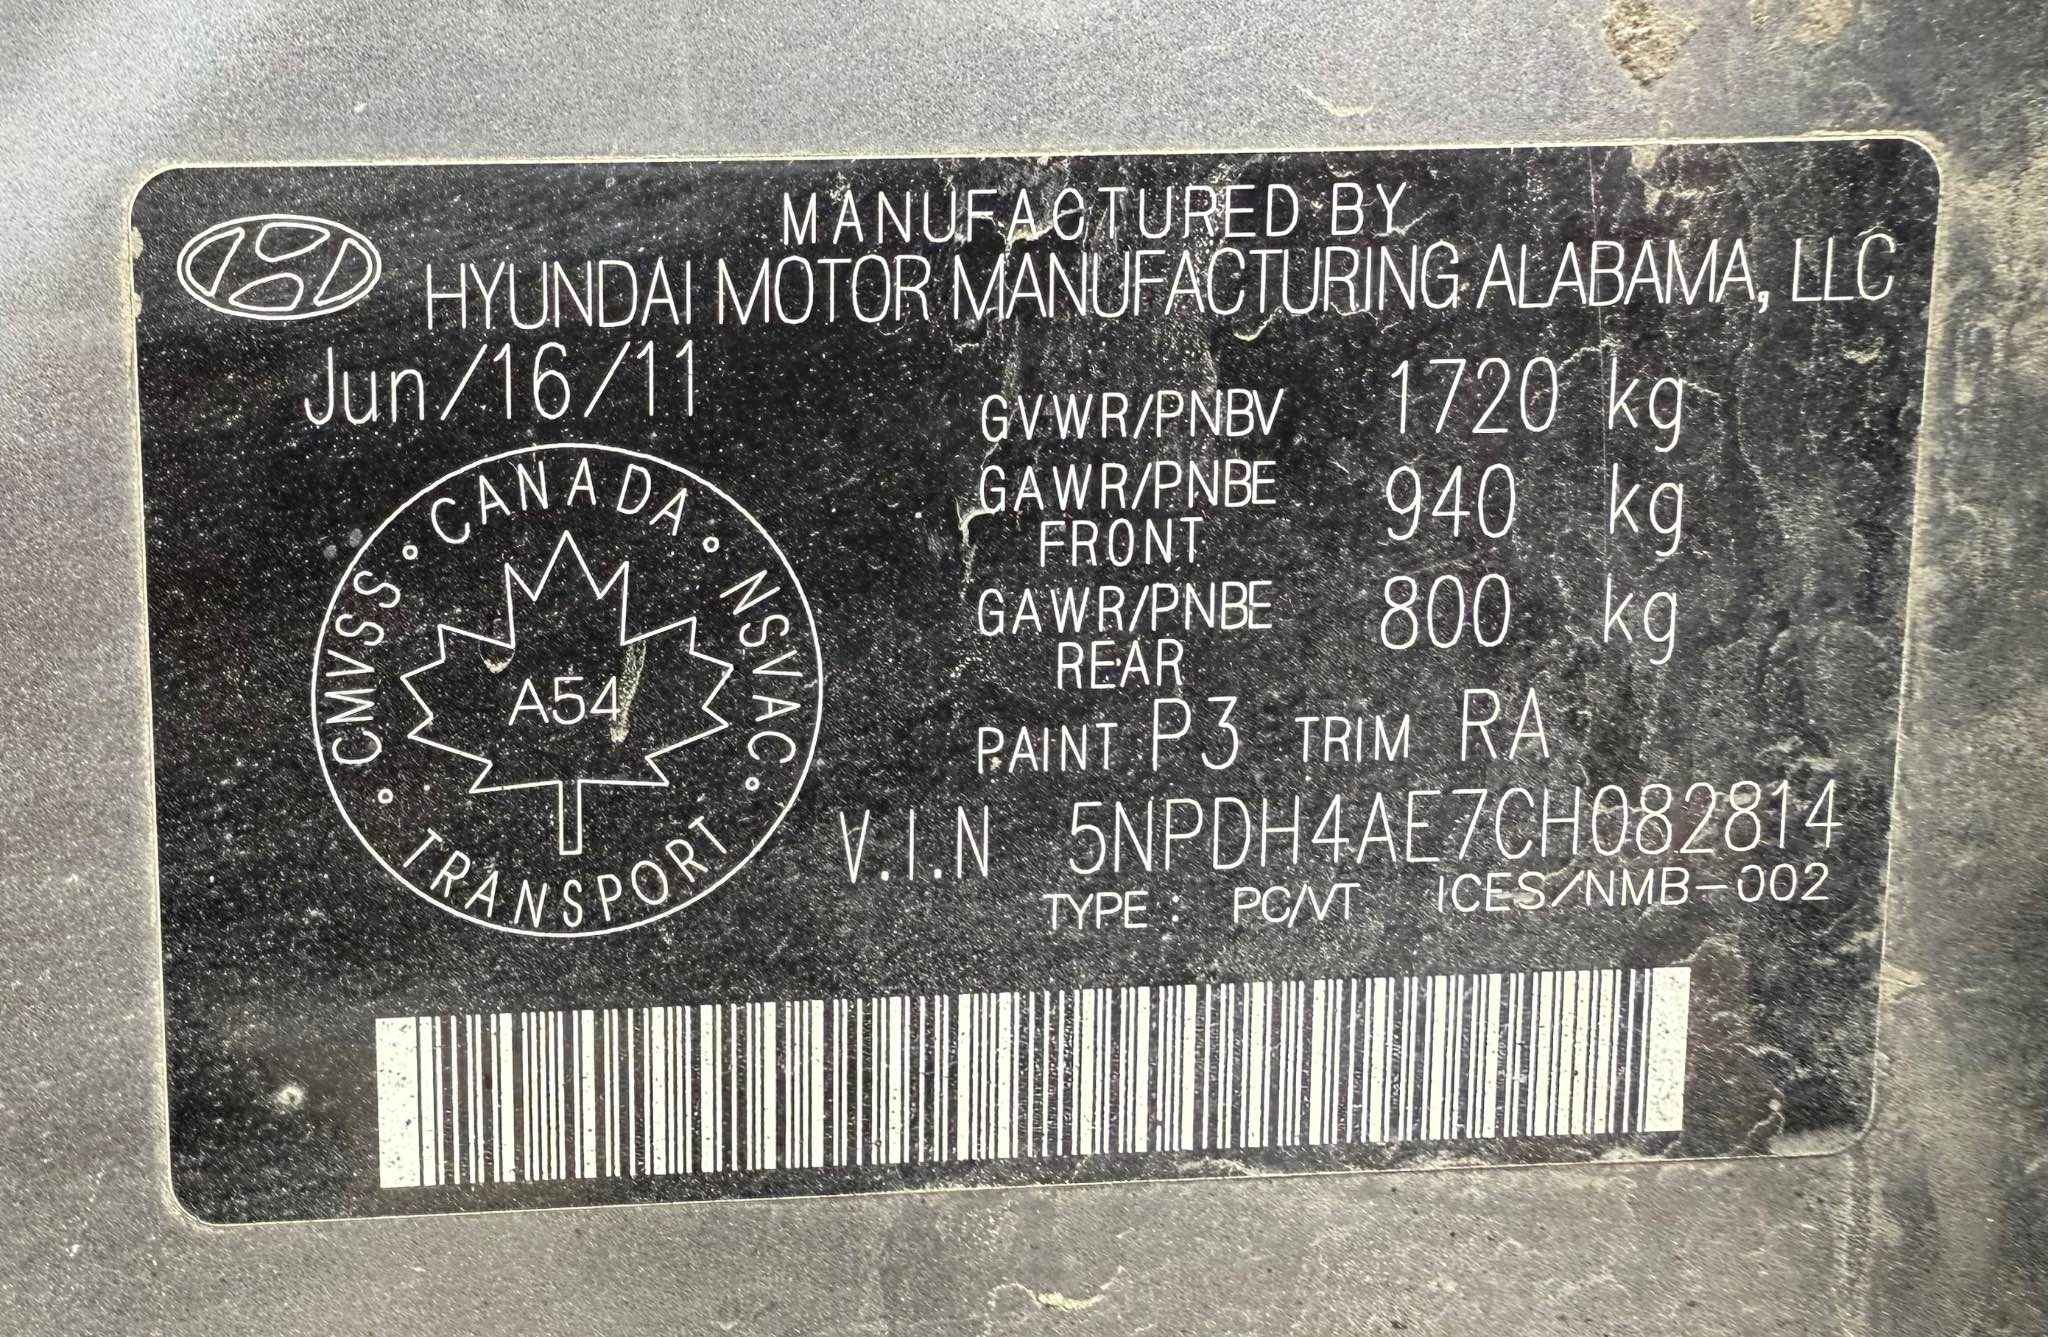 MANUFACTURED BY
HYUNDAI MOTOR MANUFACTURING ALABAMA, LLC
Jun/16/11
GVWR/PNBV 1720 kg
GAWR/PNBE FRONT 940 kg
GAWR/PNBE REAR 800 kg
PAINT P3 TRIM RA
V.I.N 5NPDH4AE7CH082814
TYPE: PC/VT ICES/NMB-002
CMVSS · CANADA · NSVAC · TRANSPORT ·
A54